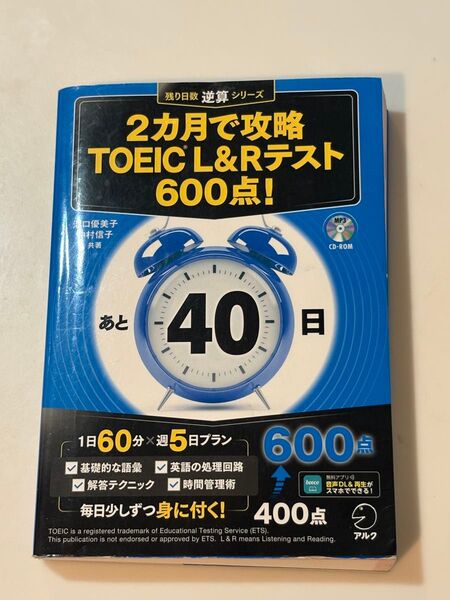 残り日数 逆算 シリーズ
2カ月で攻略
TOEIC® L&Rテスト
600点!
口優美子
村信子
共著
MP3
CD-ROM
あと 40 日
1日60分×週5日プラン
基礎的な語彙
英語の処理回路
解答テクニック
時間管理術
毎日少しずつ身に付く!
600点
400点
booco
無料アプリ
音声DL&再生が
スマホでできる!
TOEIC is a registered trademark of Educational Testing Service (ETS).
This publication is not endorsed or approved by ETS. L&R means Listening and Reading.
アルク